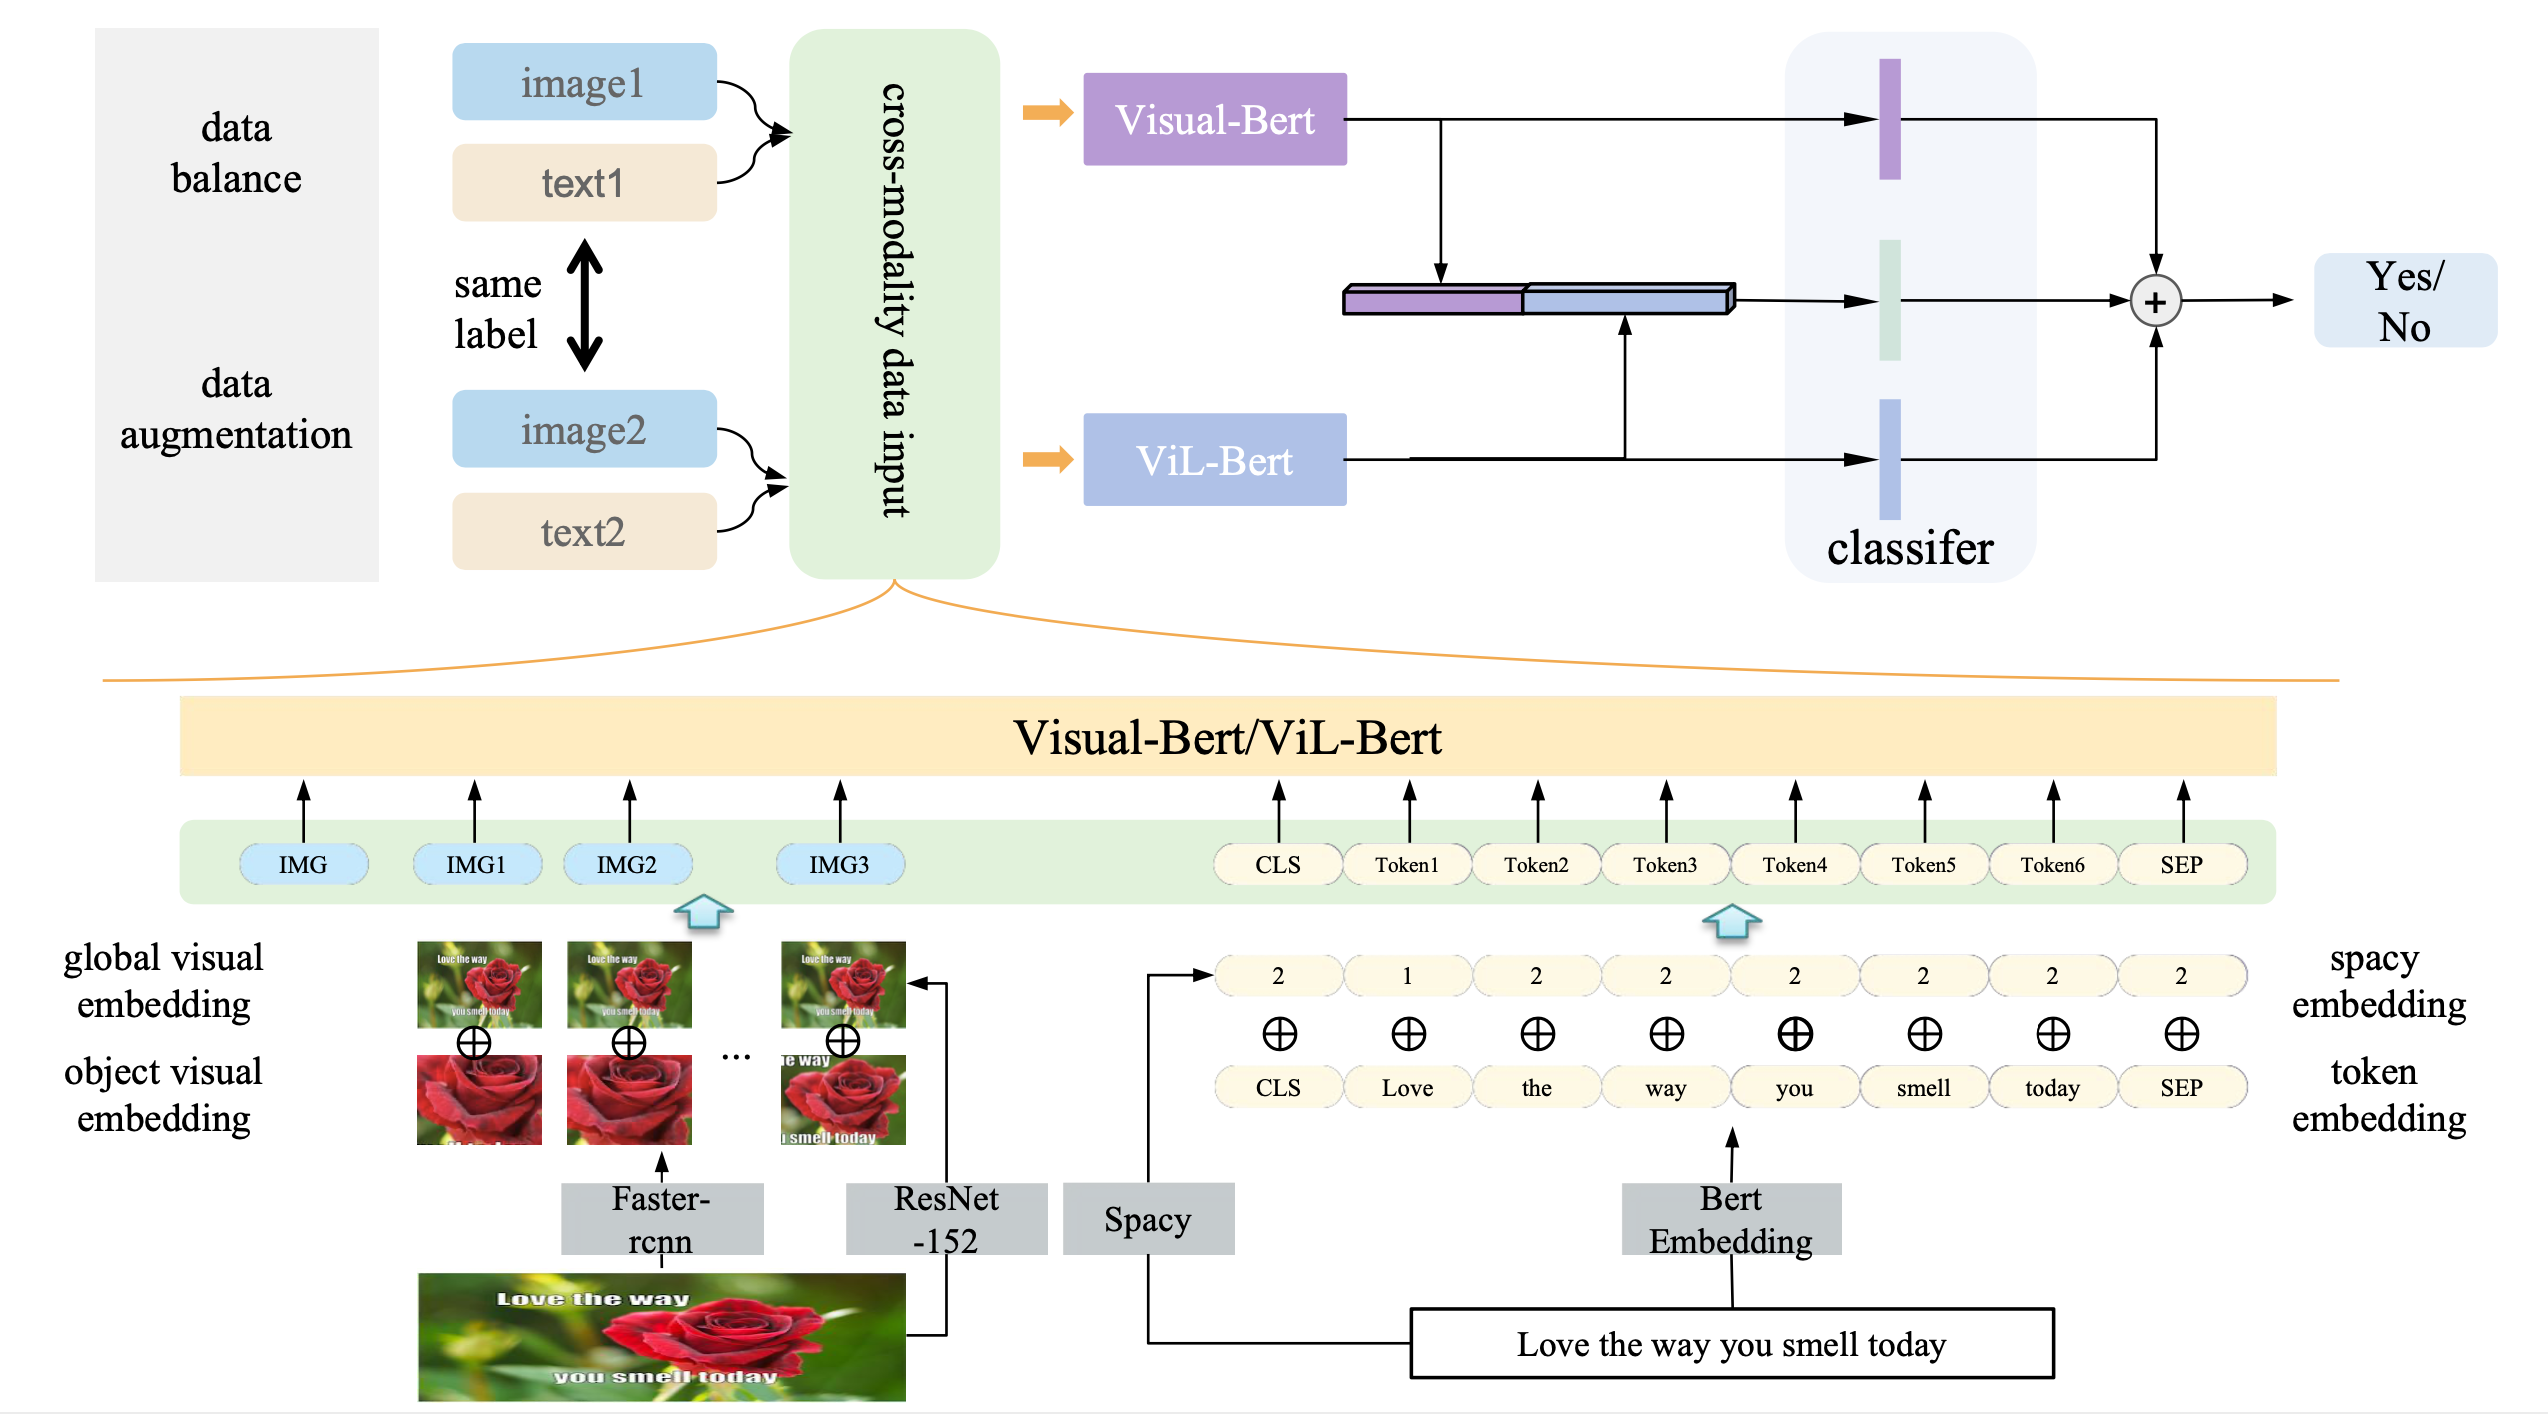 data
balance
data
augmentation
image1
text1
same
label
image2
text2
cross-modality data input
Visual-Bert
ViL-Bert
classifer
+
Yes/
No
Visual-Bert/ViL-Bert
IMG
IMG1
IMG2
IMG3
CLS
Token1
Token2
Token3
Token4
Token5
Token6
SEP
global visual
embedding
Love the way
you smell today
Love the way
you smell today
Love the way
you smell today
2
1
2
2
2
2
2
2
spacy
embedding
object visual
embedding
...
e way
u smell today
CLS
Love
the
way
you
smell
today
SEP
token
embedding
Faster-
rcnn
ResNet
-152
Spacy
Bert
Embedding
Love the way
you smell today
Love the way you smell today